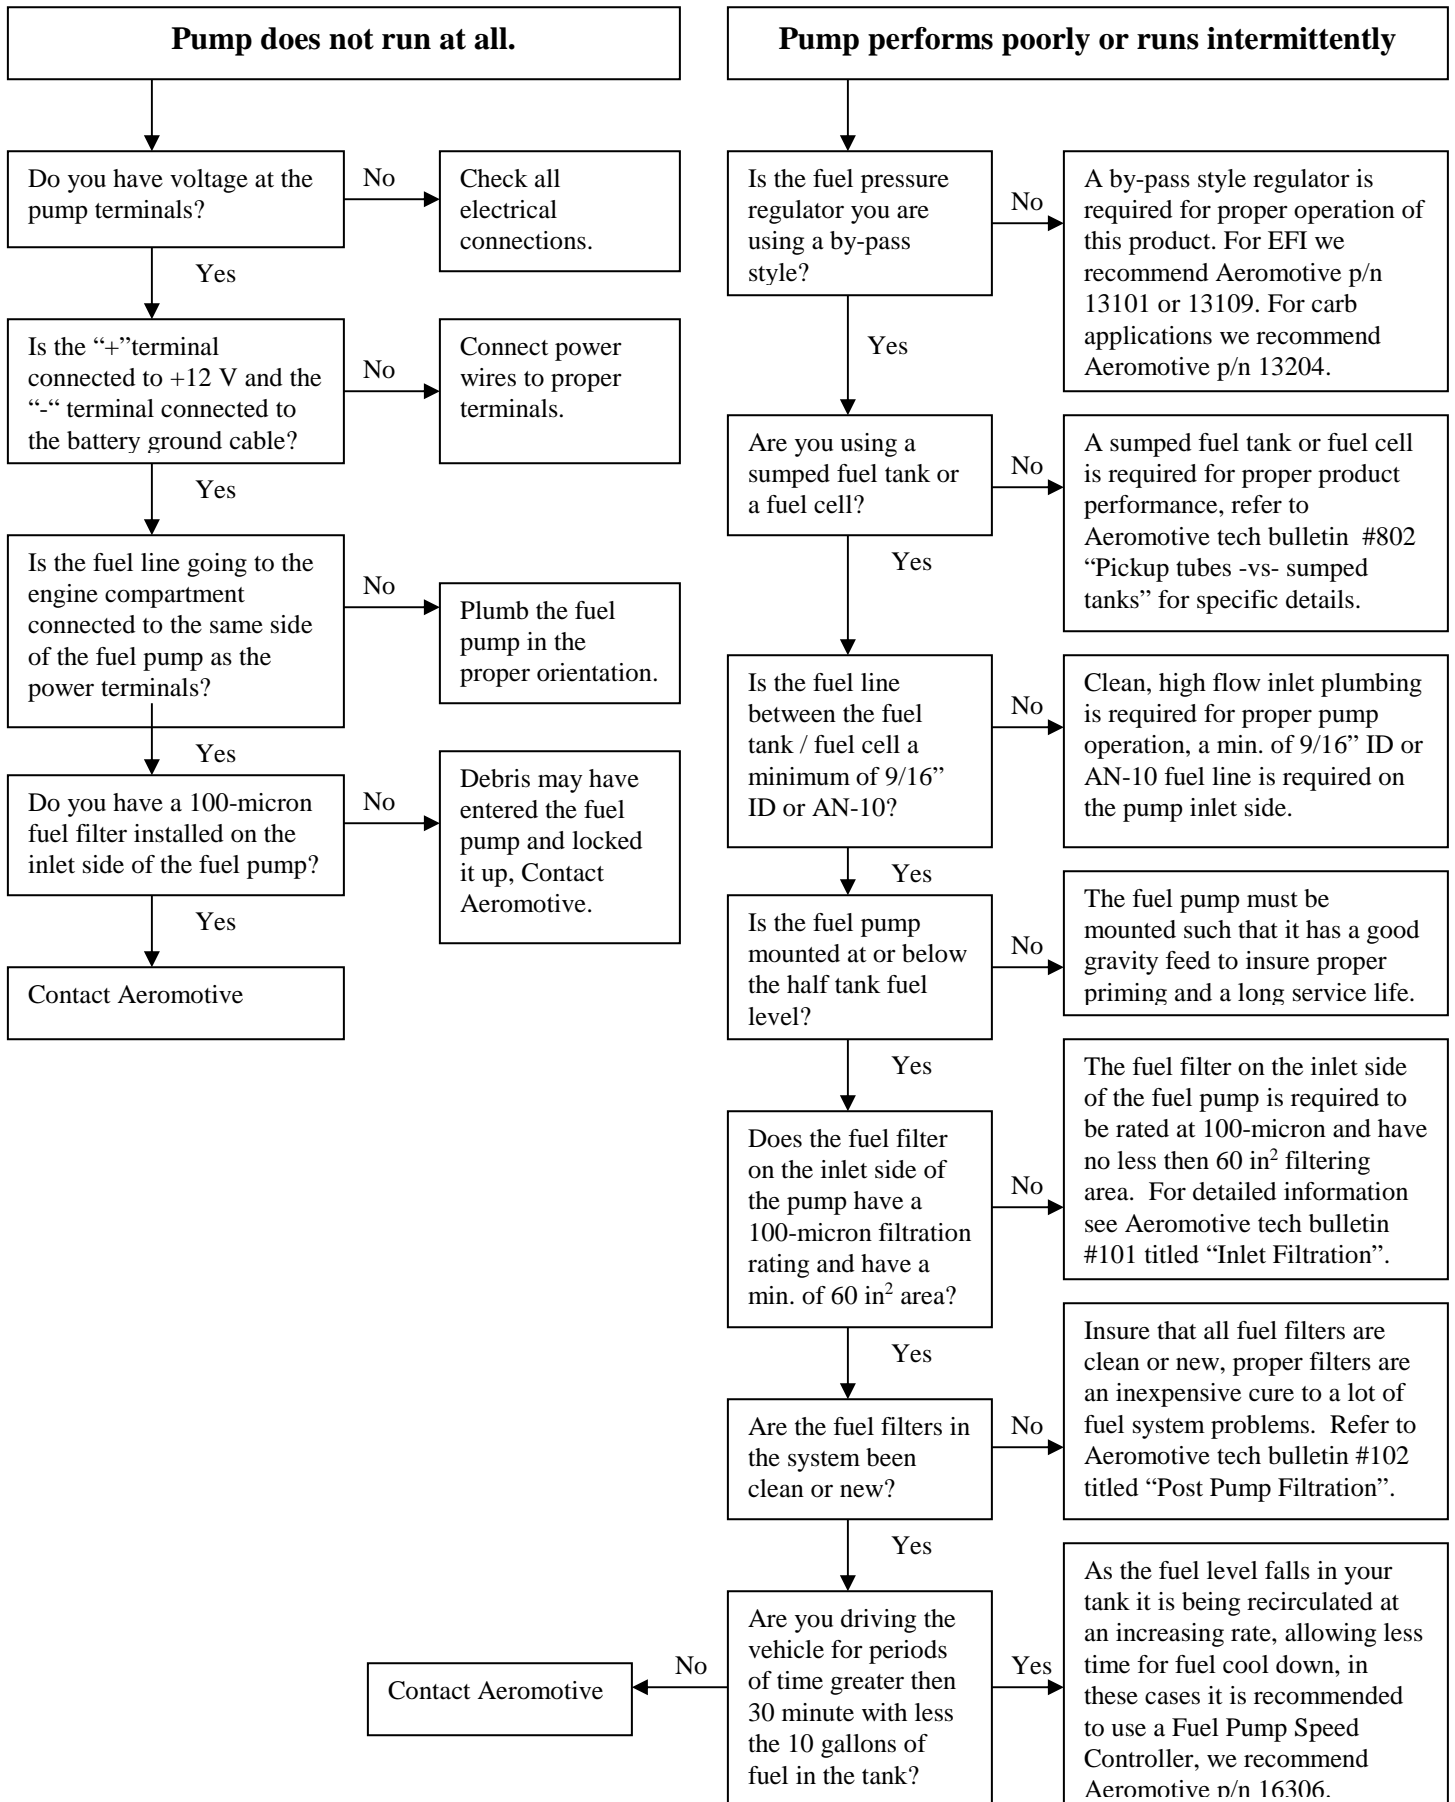 Pump does not run at all.
Do you have voltage at the
pump terminals?
No
Check all
electrical
connections.
Yes
Is the “+”terminal
connected to +12 V and the
“-“ terminal connected to
the battery ground cable?
No
Connect power
wires to proper
terminals.
Yes
Is the fuel line going to the
engine compartment
connected to the same side
of the fuel pump as the
power terminals?
No
Plumb the fuel
pump in the
proper orientation.
Yes
Do you have a 100-micron
fuel filter installed on the
inlet side of the fuel pump?
No
Debris may have
entered the fuel
pump and locked
it up, Contact
Aeromotive.
Yes
Contact Aeromotive
Pump performs poorly or runs intermittently
Is the fuel pressure
regulator you are
using a by-pass
style?
No
A by-pass style regulator is
required for proper operation of
this product. For EFI we
recommend Aeromotive p/n
13101 or 13109. For carb
applications we recommend
Aeromotive p/n 13204.
Yes
Are you using a
sumped fuel tank or
a fuel cell?
No
A sumped fuel tank or fuel cell
is required for proper product
performance, refer to
Aeromotive tech bulletin  #802
“Pickup tubes -vs- sumped
tanks” for specific details.
Yes
Is the fuel line
between the fuel
tank / fuel cell a
minimum of 9/16”
ID or AN-10?
No
Clean, high flow inlet plumbing
is required for proper pump
operation, a min. of 9/16” ID or
AN-10 fuel line is required on
the pump inlet side.
Yes
Is the fuel pump
mounted at or below
the half tank fuel
level?
No
The fuel pump must be
mounted such that it has a good
gravity feed to insure proper
priming and a long service life.
Yes
Does the fuel filter
on the inlet side of
the pump have a
100-micron filtration
rating and have a
min. of 60 in² area?
No
The fuel filter on the inlet side
of the fuel pump is required to
be rated at 100-micron and have
no less then 60 in² filtering
area.  For detailed information
see Aeromotive tech bulletin
#101 titled “Inlet Filtration”.
Yes
Are the fuel filters in
the system been
clean or new?
No
Insure that all fuel filters are
clean or new, proper filters are
an inexpensive cure to a lot of
fuel system problems.  Refer to
Aeromotive tech bulletin #102
titled “Post Pump Filtration”.
Yes
Are you driving the
vehicle for periods
of time greater then
30 minute with less
the 10 gallons of
fuel in the tank?
No
Contact Aeromotive
Yes
As the fuel level falls in your
tank it is being recirculated at
an increasing rate, allowing less
time for fuel cool down, in
these cases it is recommended
to use a Fuel Pump Speed
Controller, we recommend
Aeromotive p/n 16306.